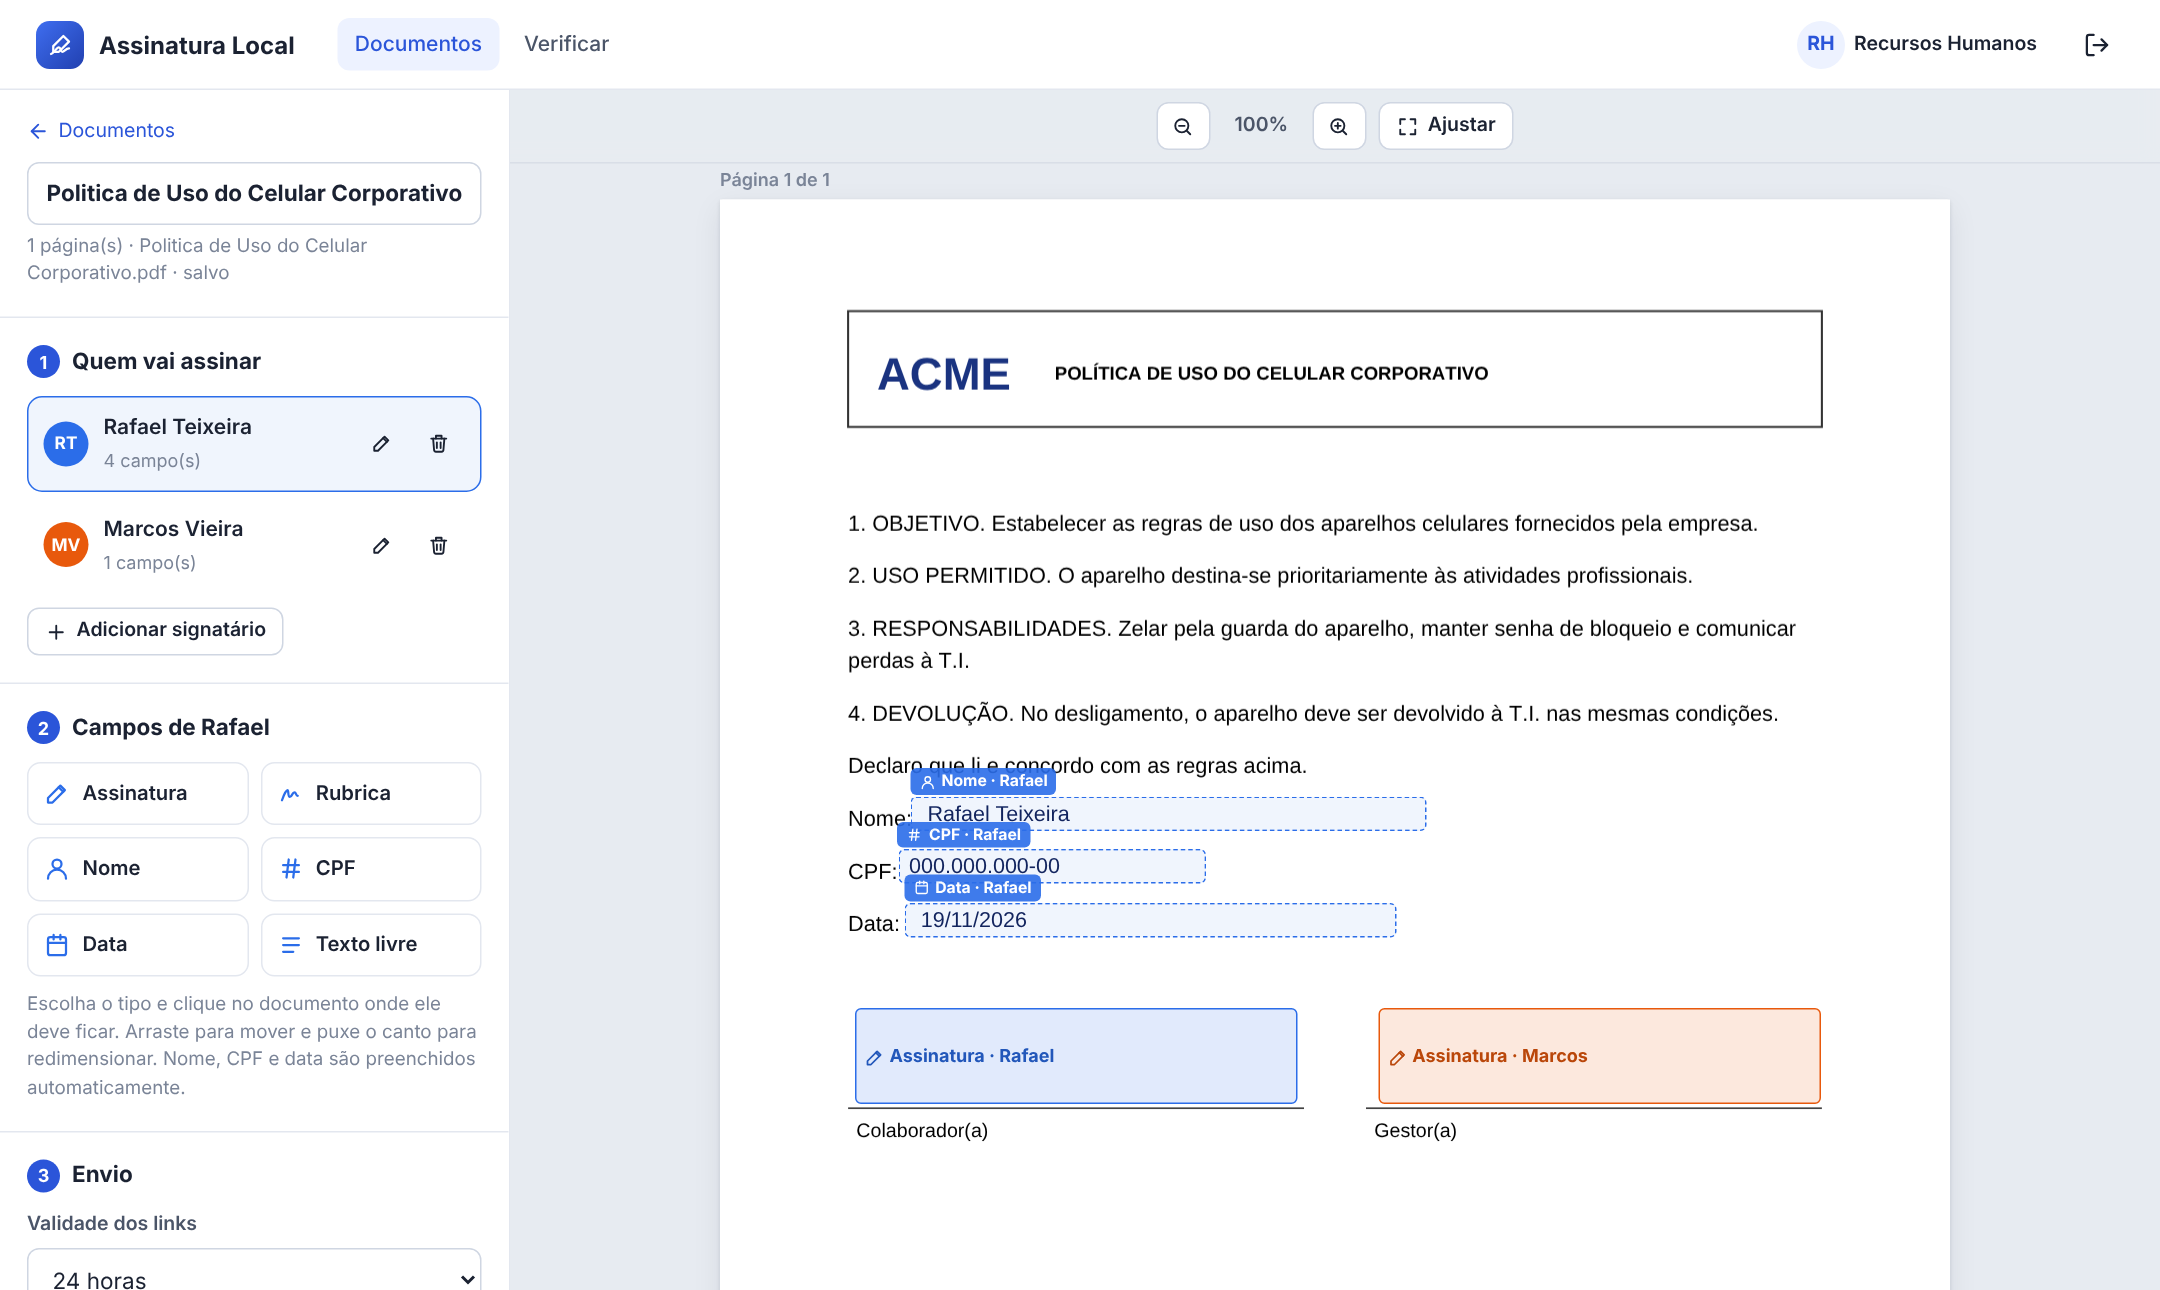 Assinatura Local
Documentos
Verificar
RH
Recursos Humanos
Documentos
Politica de Uso do Celular Corporativo
1 página(s) · Politica de Uso do Celular
Corporativo.pdf · salvo
1 Quem vai assinar
RT
Rafael Teixeira
4 campo(s)
MV
Marcos Vieira
1 campo(s)
Adicionar signatário
2 Campos de Rafael
Assinatura
Rubrica
Nome
CPF
Data
Texto livre
Escolha o tipo e clique no documento onde ele
deve ficar. Arraste para mover e puxe o canto para
redimensionar. Nome, CPF e data são preenchidos
automaticamente.
3 Envio
Validade dos links
24 horas
100%
Ajustar
Página 1 de 1
ACME
POLÍTICA DE USO DO CELULAR CORPORATIVO
1. OBJETIVO. Estabelecer as regras de uso dos aparelhos celulares fornecidos pela empresa.
2. USO PERMITIDO. O aparelho destina-se prioritariamente às atividades profissionais.
3. RESPONSABILIDADES. Zelar pela guarda do aparelho, manter senha de bloqueio e comunicar
perdas à T.I.
4. DEVOLUÇÃO. No desligamento, o aparelho deve ser devolvido à T.I. nas mesmas condições.
Declaro que li e concordo com as regras acima.
Nome · Rafael
Nome: Rafael Teixeira
CPF · Rafael
CPF: 000.000.000-00
Data · Rafael
Data: 19/11/2026
Assinatura · Rafael
Assinatura · Marcos
Colaborador(a)
Gestor(a)